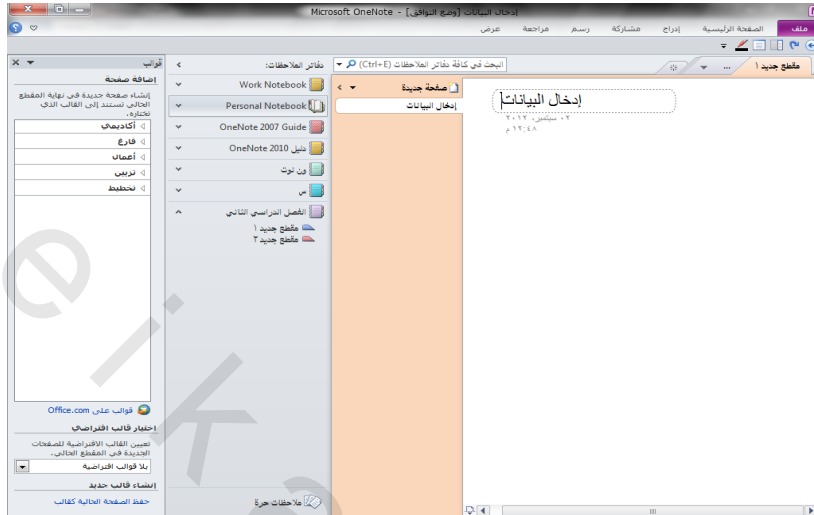 إدخال البيانات [وضع التوافق] - Microsoft OneNote
ملف الصفحة الرئيسية إدراج مشاركة رسم مراجعة عرض
مقطع جديد ١ ...
البحث في كافة دفاتر الملاحظات (Ctrl+E)
إدخال البيانات
٠٢ سبتمبر، ٢٠١٢
١٢:٤٨ م
صفحة جديدة
إدخال البيانات
دفاتر الملاحظات:
Work Notebook
Personal Notebook
OneNote 2007 Guide
دليل OneNote 2010
ون نوت
س
الفصل الدراسي الثاني
مقطع جديد ١
مقطع جديد ٢
ملاحظات حرة
قوالب
إضافة صفحة
إنشاء صفحة جديدة في نهاية المقطع
الحالي تستند إلى القالب الذي
تختاره.
أكاديمي
فارغ
أعمال
تزيين
تخطيط
قوالب على Office.com
اختيار قالب افتراضي
تعيين القالب الافتراضية للصفحات
الجديدة في المقطع الحالي.
بلا قوالب افتراضية
إنشاء قالب جديد
حفظ الصفحة الحالية كقالب
e i k a